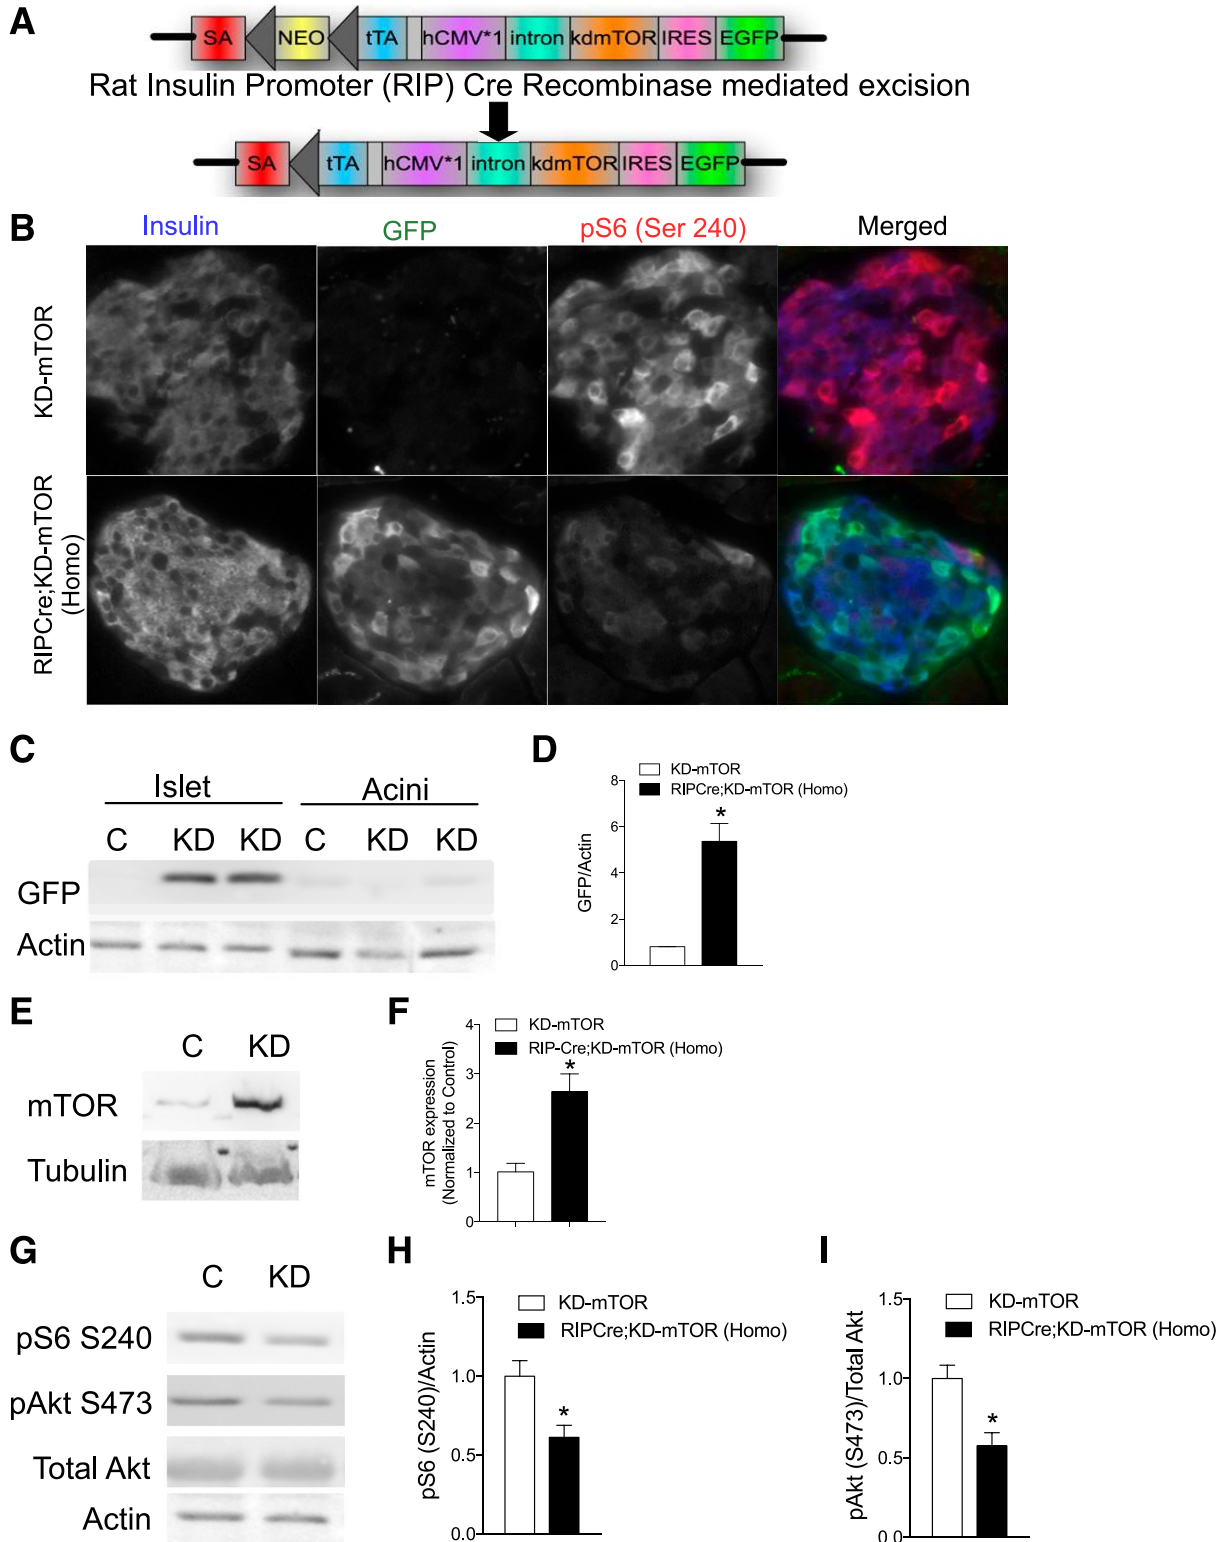 A
SA NEO tTA hCMV*1 intron kdmTOR IRES EGFP
Rat Insulin Promoter (RIP) Cre Recombinase mediated excision
SA tTA hCMV*1 intron kdmTOR IRES EGFP
B
Insulin GFP pS6 (Ser 240) Merged
KD-mTOR
RIPCre;KD-mTOR
(Homo)
C
Islet Acini
C KD KD C KD KD
GFP
Actin
D
KD-mTOR
RIPCre;KD-mTOR (Homo)
GFP/Actin
8
6
4
2
0
*
E
C KD
mTOR
Tubulin
F
KD-mTOR
RIP-Cre;KD-mTOR (Homo)
mTOR expression
(Normalized to Control)
4
3
2
1
0
*
G
C KD
pS6 S240
pAkt S473
Total Akt
Actin
H
KD-mTOR
RIPCre;KD-mTOR (Homo)
pS6 (S240)/Actin
1.5
1.0
0.5
0.0
*
I
KD-mTOR
RIPCre;KD-mTOR (Homo)
pAkt (S473)/Total Akt
1.5
1.0
0.5
0.0
*